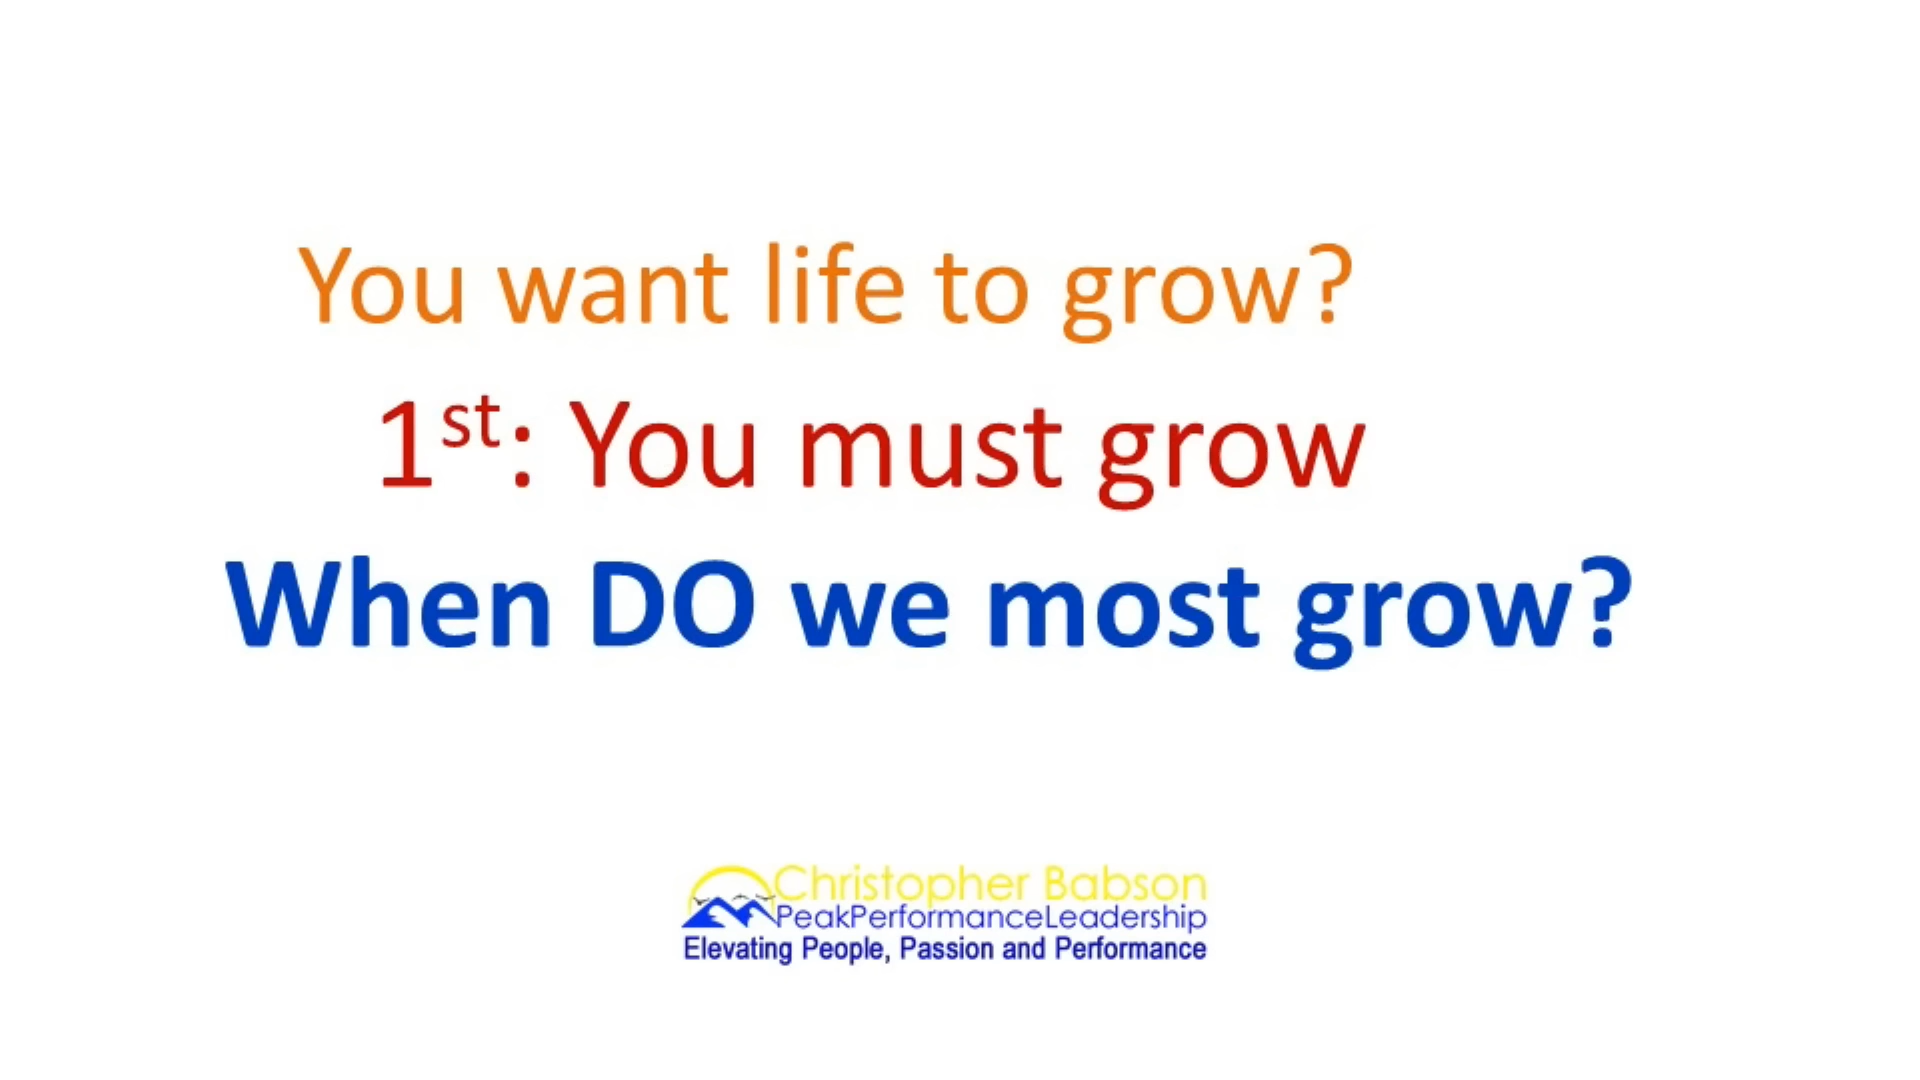 You want life to grow?
1st: You must grow
When DO we most grow?
Christopher Babson
PeakPerformanceLeadership
Elevating People, Passion and Performance